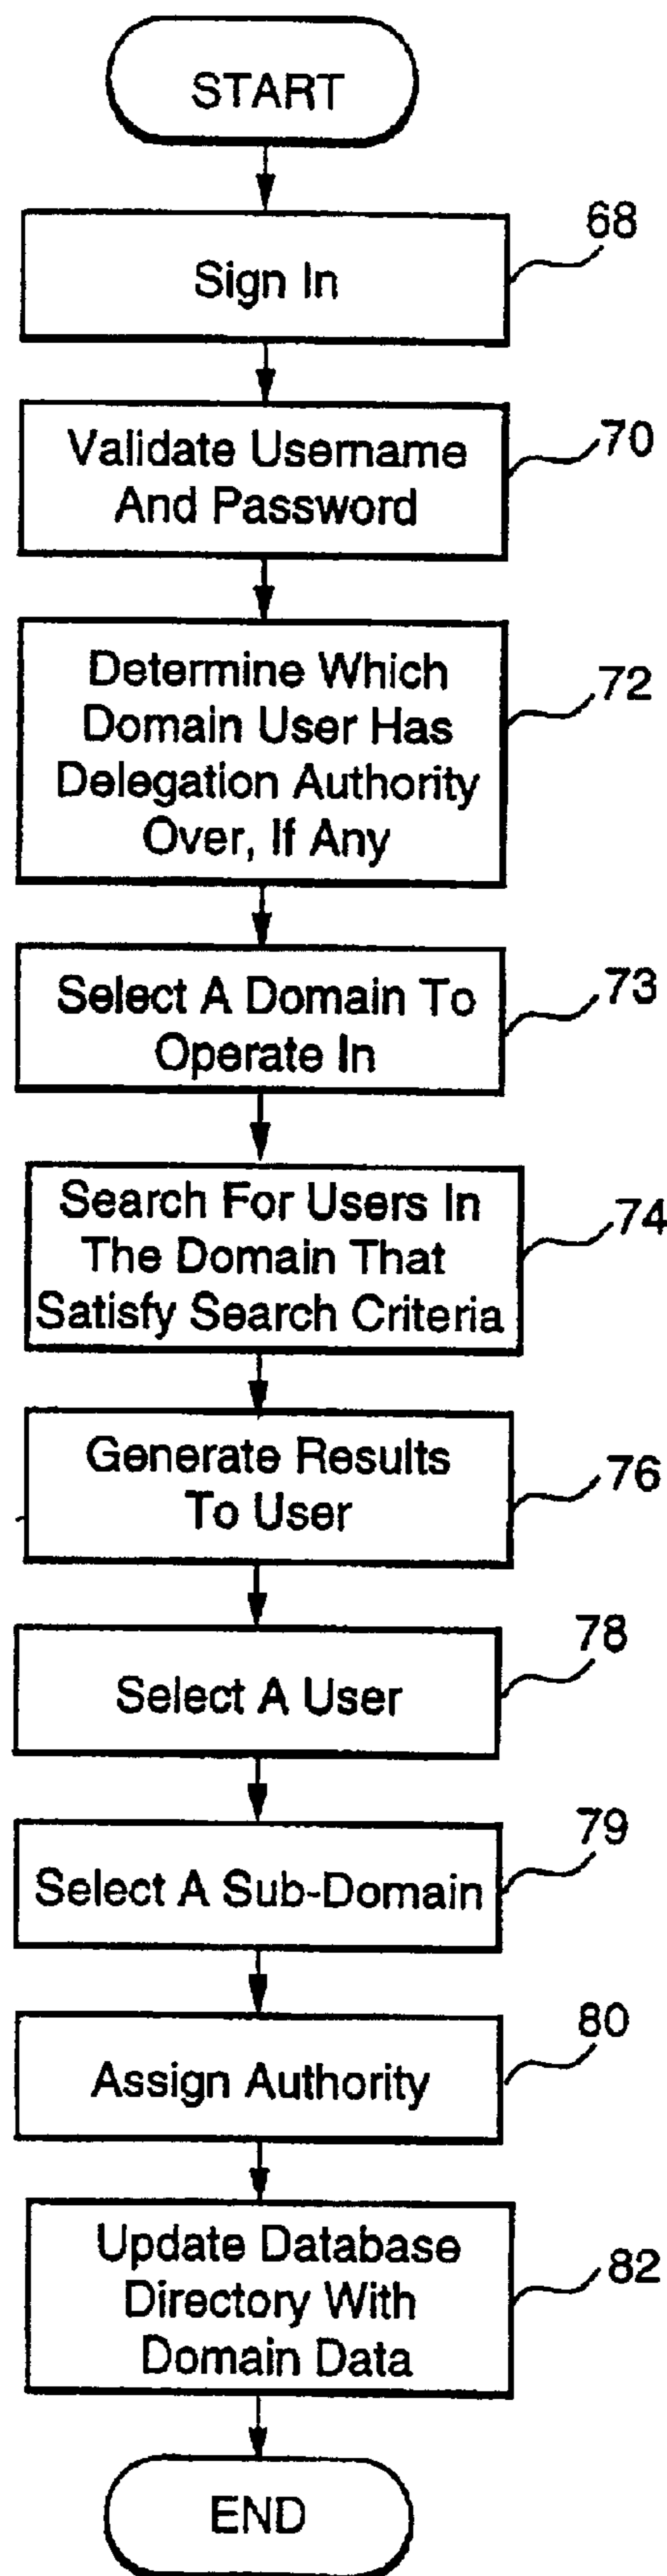 START
68
Sign In
70
Validate Username
And Password
72
Determine Which
Domain User Has
Delegation Authority
Over, If Any
73
Select A Domain To
Operate In
74
Search For Users In
The Domain That
Satisfy Search Criteria
76
Generate Results
To User
78
Select A User
79
Select A Sub-Domain
80
Assign Authority
82
Update Database
Directory With
Domain Data
END